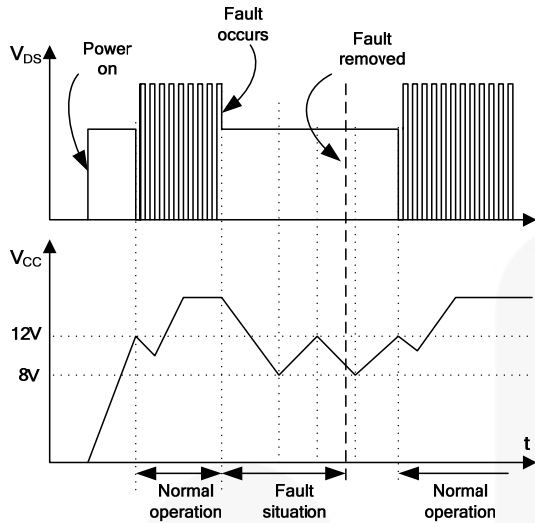 Fault
occurs
Power
on
Fault
removed
VDS
VCC
12V
8V
t
Normal
operation
Fault
situation
Normal
operation